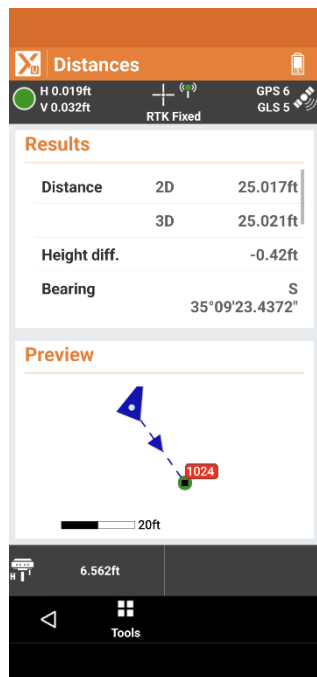 Distances
H 0.019ft
V 0.032ft
RTK Fixed
GPS 6
GLS 5
Results
Distance 2D 25.017ft
3D 25.021ft
Height diff. -0.42ft
Bearing S
35°09'23.4372"
Preview
1024
20ft
H 6.562ft
Tools